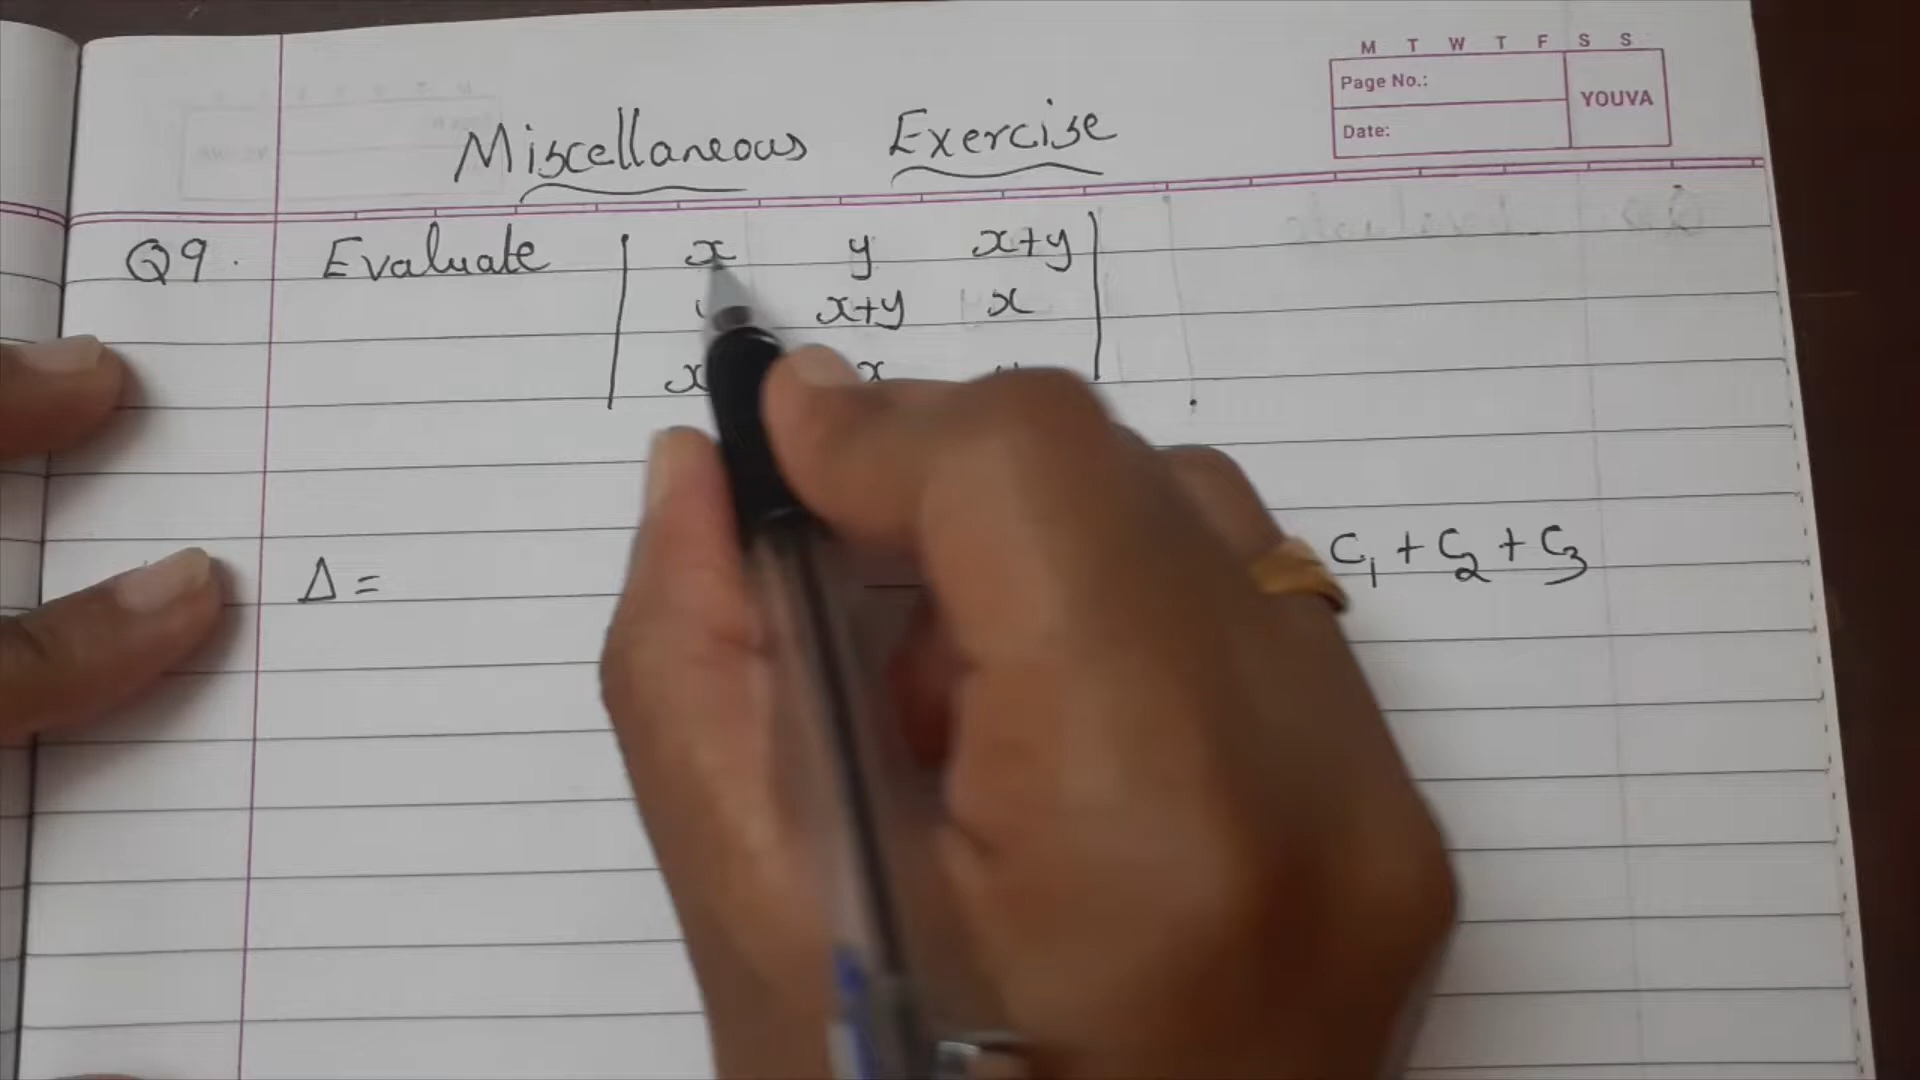 M T W T F S S
Page No.:
YOUVA
Date:
Miscellaneous Exercise
Q9. Evaluate | x y x+y |
x+y x
x x
Δ =
C₁ + C₂ + C₃